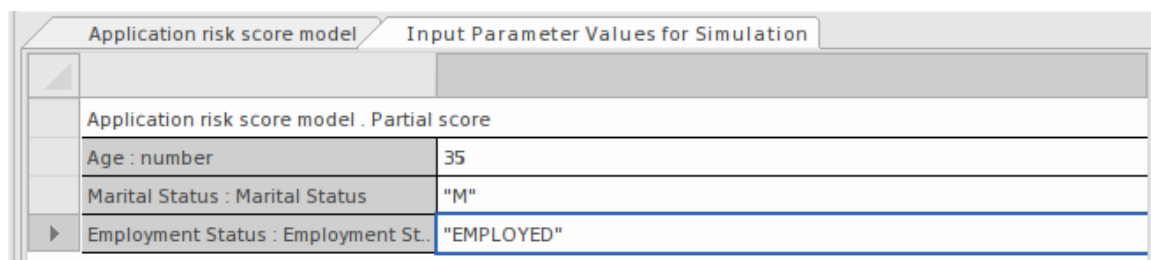 Application risk score model Input Parameter Values for Simulation
Application risk score model . Partial score
Age : number 35
Marital Status : Marital Status "M"
Employment Status : Employment St.. "EMPLOYED"